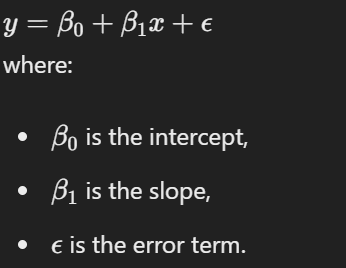 y = β₀ + β₁x + ϵ
where:
• β₀ is the intercept,
• β₁ is the slope,
• ϵ is the error term.